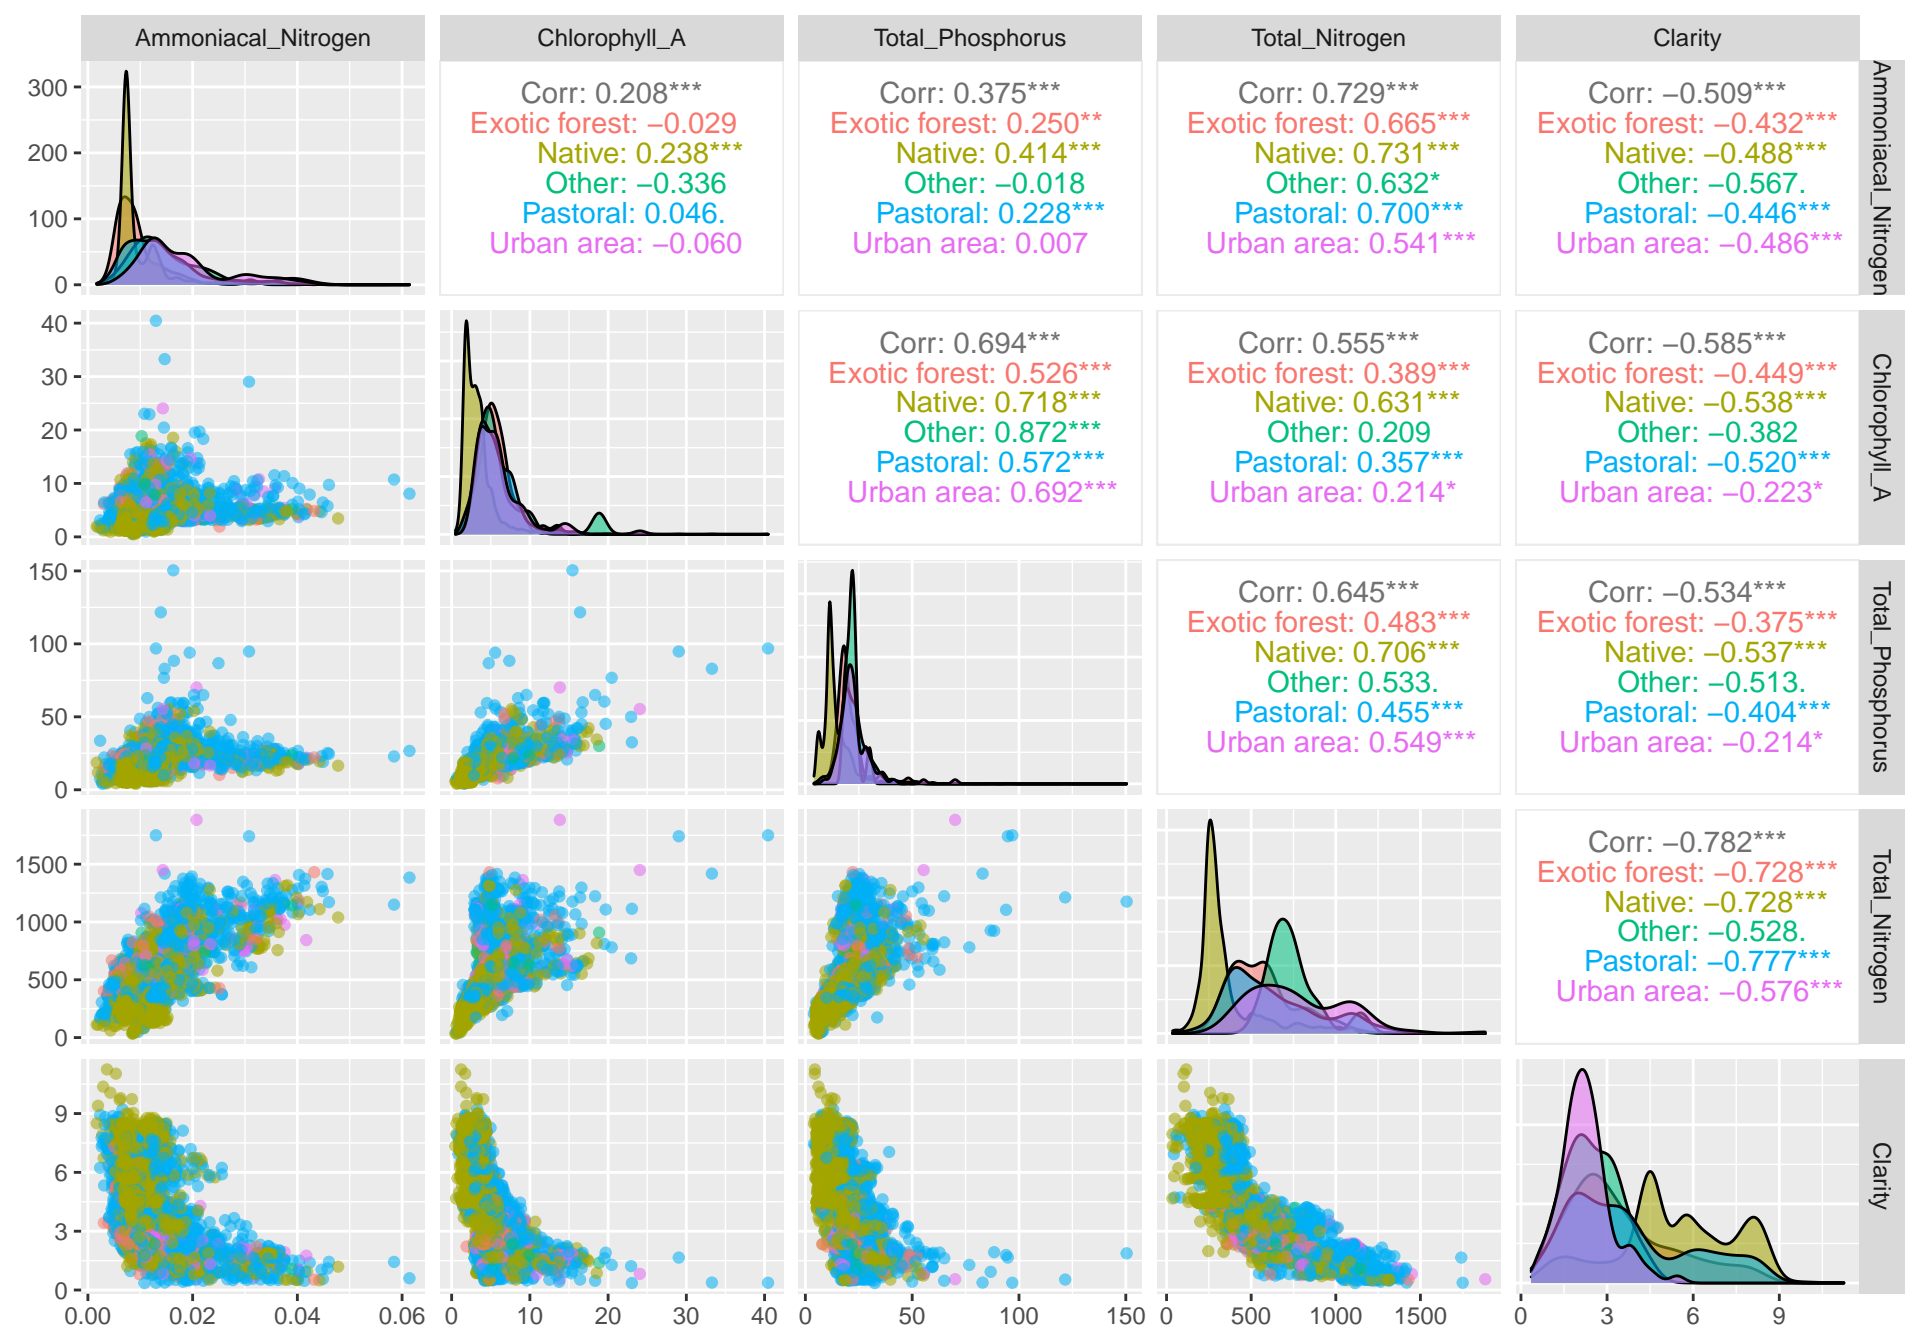 Ammoniacal_Nitrogen
Chlorophyll_A
Total_Phosphorus
Total_Nitrogen
Clarity
300
200
100
0
Corr: 0.208***
Exotic forest: −0.029
Native: 0.238***
Other: −0.336
Pastoral: 0.046.
Urban area: −0.060
Corr: 0.375***
Exotic forest: 0.250**
Native: 0.414***
Other: −0.018
Pastoral: 0.228***
Urban area: 0.007
Corr: 0.729***
Exotic forest: 0.665***
Native: 0.731***
Other: 0.632*
Pastoral: 0.700***
Urban area: 0.541***
Corr: −0.509***
Exotic forest: −0.432***
Native: −0.488***
Other: −0.567.
Pastoral: −0.446***
Urban area: −0.486***
Ammoniacal_Nitrogen
40
30
20
10
0
Corr: 0.694***
Exotic forest: 0.526***
Native: 0.718***
Other: 0.872***
Pastoral: 0.572***
Urban area: 0.692***
Corr: 0.555***
Exotic forest: 0.389***
Native: 0.631***
Other: 0.209
Pastoral: 0.357***
Urban area: 0.214*
Corr: −0.585***
Exotic forest: −0.449***
Native: −0.538***
Other: −0.382
Pastoral: −0.520***
Urban area: −0.223*
Chlorophyll_A
150
100
50
0
Corr: 0.645***
Exotic forest: 0.483***
Native: 0.706***
Other: 0.533.
Pastoral: 0.455***
Urban area: 0.549***
Corr: −0.534***
Exotic forest: −0.375***
Native: −0.537***
Other: −0.513.
Pastoral: −0.404***
Urban area: −0.214*
Total_Phosphorus
1500
1000
500
0
Corr: −0.782***
Exotic forest: −0.728***
Native: −0.728***
Other: −0.528.
Pastoral: −0.777***
Urban area: −0.576***
Total_Nitrogen
9
6
3
0
Clarity
0.00 0.02 0.04 0.06
0 10 20 30 40
0 50 100 150
0 500 1000 1500
0 3 6 9